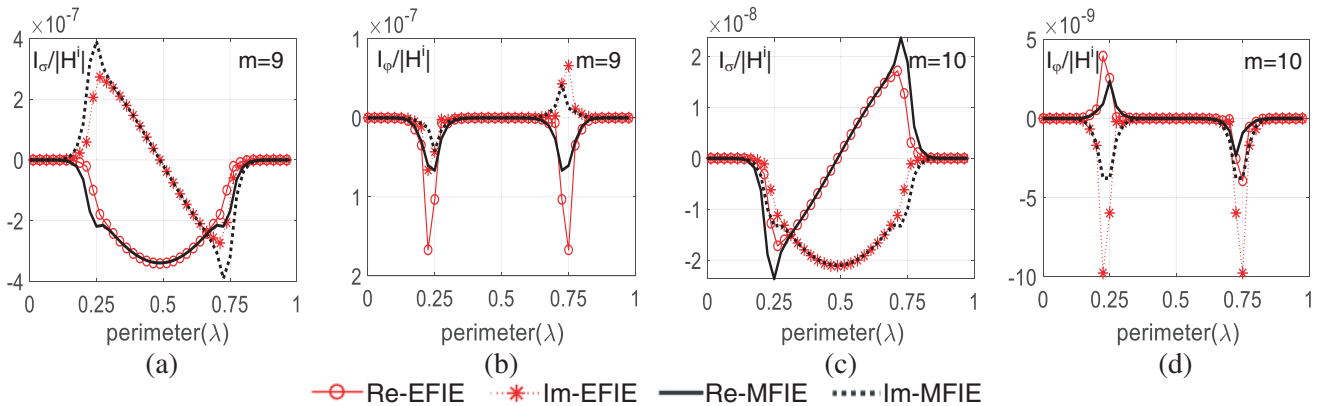 ×10⁻⁷
I_σ/|Hⁱ| m=9
4
2
0
-2
-4
0 0.25 0.5 0.75 1
perimeter(λ)
(a)
×10⁻⁷
I_φ/|Hⁱ| m=9
1
0
1
2
0 0.25 0.5 0.75 1
perimeter(λ)
(b)
×10⁻⁸
I_σ/|Hⁱ| m=10
2
1
0
-1
-2
0 0.25 0.5 0.75 1
perimeter(λ)
(c)
×10⁻⁹
I_φ/|Hⁱ| m=10
5
0
-5
-10
0 0.25 0.5 0.75 1
perimeter(λ)
(d)
Re-EFIE Im-EFIE Re-MFIE Im-MFIE